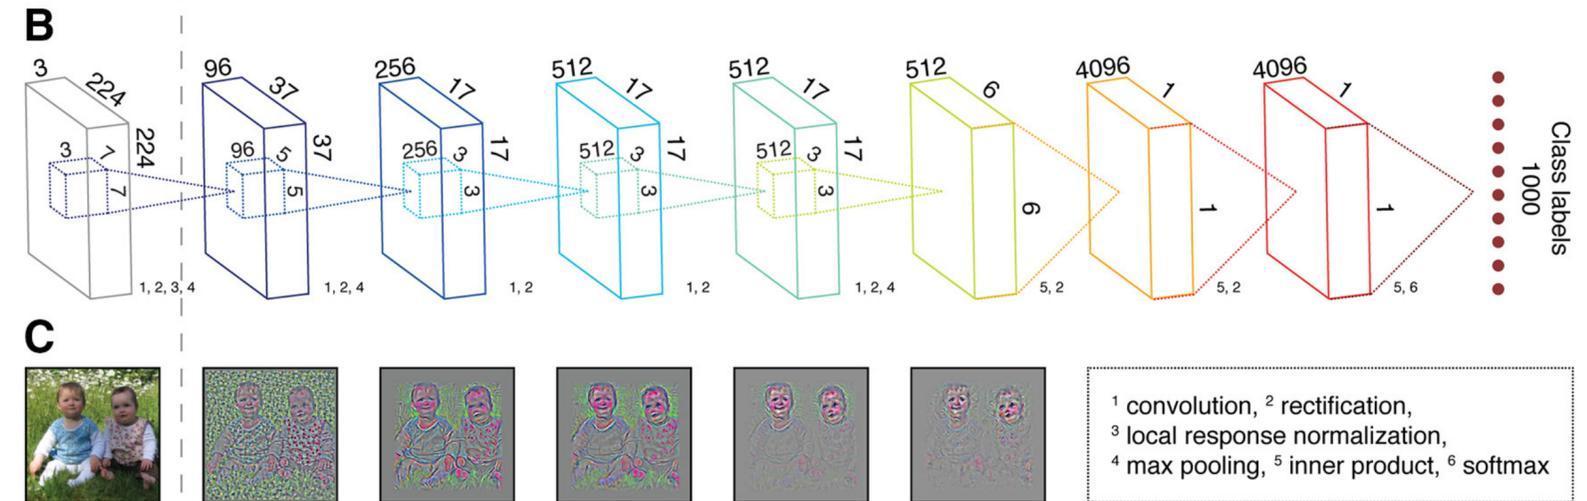 B
3 224 224
3 7 7
1, 2, 3, 4
96 37 37
96 5 5
1, 2, 4
256 17 17
256 3 3
1, 2
512 17 17
512 3 3
1, 2
512 17 17
512 3 3
1, 2, 4
512 6 6
5, 2
4096 1 1
5, 2
4096 1 1
5, 6
Class labels
1000
C
1 convolution, 2 rectification,
3 local response normalization,
4 max pooling, 5 inner product, 6 softmax